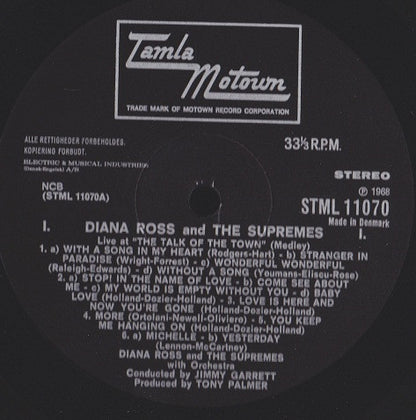 Tamla
Motown
TRADE MARK OF MOTOWN RECORD CORPORATION
ALLE RETTIGHEDER FORBEHOLDES.
KOPIERING FORBUDT.
33⅓ R.P.M.
ELECTRIC & MUSICAL INDUSTRIES
(Dansk-Engelsk) A/S
STEREO
NCB
℗ 1968
(STML 11070A)
STML 11070
Made in Denmark
I. DIANA ROSS and THE SUPREMES I.
Live at "THE TALK OF THE TOWN" (Medley)
1. a) WITH A SONG IN MY HEART (Rodgers-Hart) - b) STRANGER IN
PARADISE (Wright-Forrest) - c) WONDERFUL WONDERFUL
(Raleigh-Edwards) - d) WITHOUT A SONG (Youmans-Eliscu-Rose)
2. a) STOP! IN THE NAME OF LOVE - b) COME SEE ABOUT
ME - c) MY WORLD IS EMPTY WITHOUT YOU - d) BABY
LOVE (Holland-Dozier-Holland) - 3. LOVE IS HERE AND
NOW YOU'RE GONE (Holland-Dozier-Holland)
4. MORE (Ortolani-Newell-Oliviero) - 5. YOU KEEP
ME HANGING ON (Holland-Dozier-Holland)
6. a) MICHELLE - b) YESTERDAY
(Lennon-McCartney)
DIANA ROSS and THE SUPREMES
with Orchestra
Conducted by JIMMY GARRETT
Produced by TONY PALMER